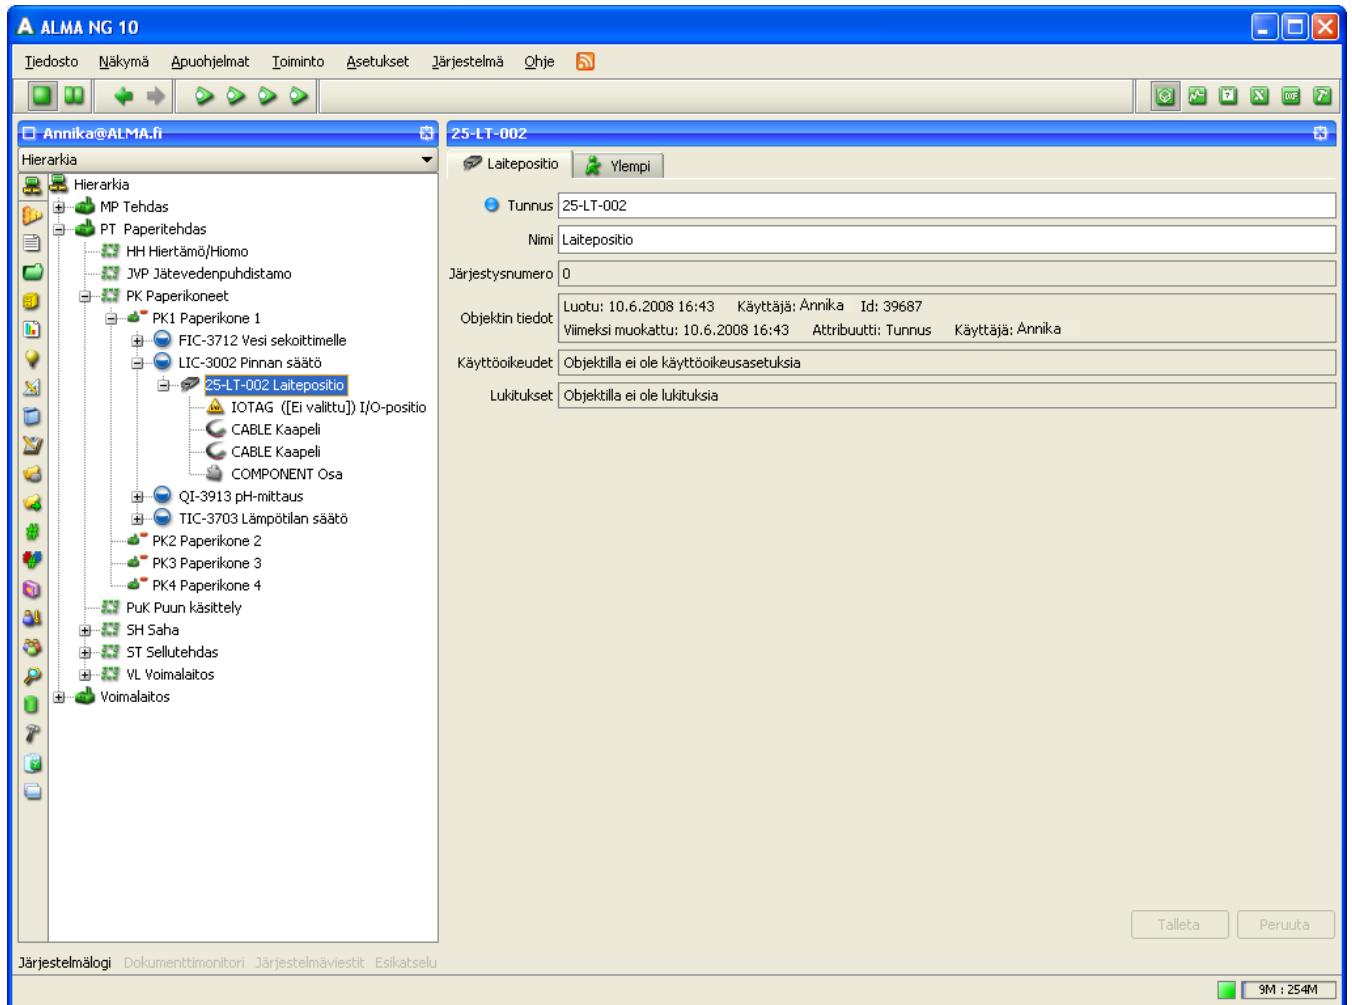 ALMA NG 10
Tiedosto Näkymä Apuohjelmat Toiminto Asetukset Järjestelmä Ohje
Annika@ALMA.fi
Hierarkia
Hierarkia
MP Tehdas
PT Paperitehdas
HH Hiertämö/Hiomo
JVP Jätevedenpuhdistamo
PK Paperikoneet
PK1 Paperikone 1
FIC-3712 Vesi sekoittimelle
LIC-3002 Pinnan säätö
25-LT-002 Laitepositio
IOTAG ([Ei valittu]) I/O-positio
CABLE Kaapeli
CABLE Kaapeli
COMPONENT Osa
QI-3913 pH-mittaus
TIC-3703 Lämpötilan säätö
PK2 Paperikone 2
PK3 Paperikone 3
PK4 Paperikone 4
PuK Puun käsittely
SH Saha
ST Sellutehdas
VL Voimalaitos
Voimalaitos
25-LT-002
Laitepositio Ylempi
Tunnus 25-LT-002
Nimi Laitepositio
Järjestysnumero 0
Objektin tiedot Luotu: 10.6.2008 16:43 Käyttäjä: Annika Id: 39687
Viimeksi muokattu: 10.6.2008 16:43 Attribuutti: Tunnus Käyttäjä: Annika
Käyttöoikeudet Objektilla ei ole käyttöoikeusasetuksia
Lukitukset Objektilla ei ole lukituksia
Talleta Peruuta
Järjestelmälogi Dokumenttimonitori Järjestelmäviestit Esikatselu
9M : 254M